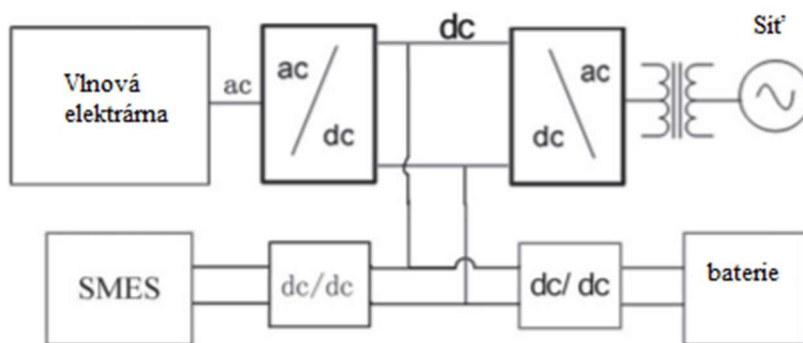 Vlnová
elektrárna
ac
ac
dc
dc
ac
dc
Síť
SMES
dc/dc
dc/ dc
baterie